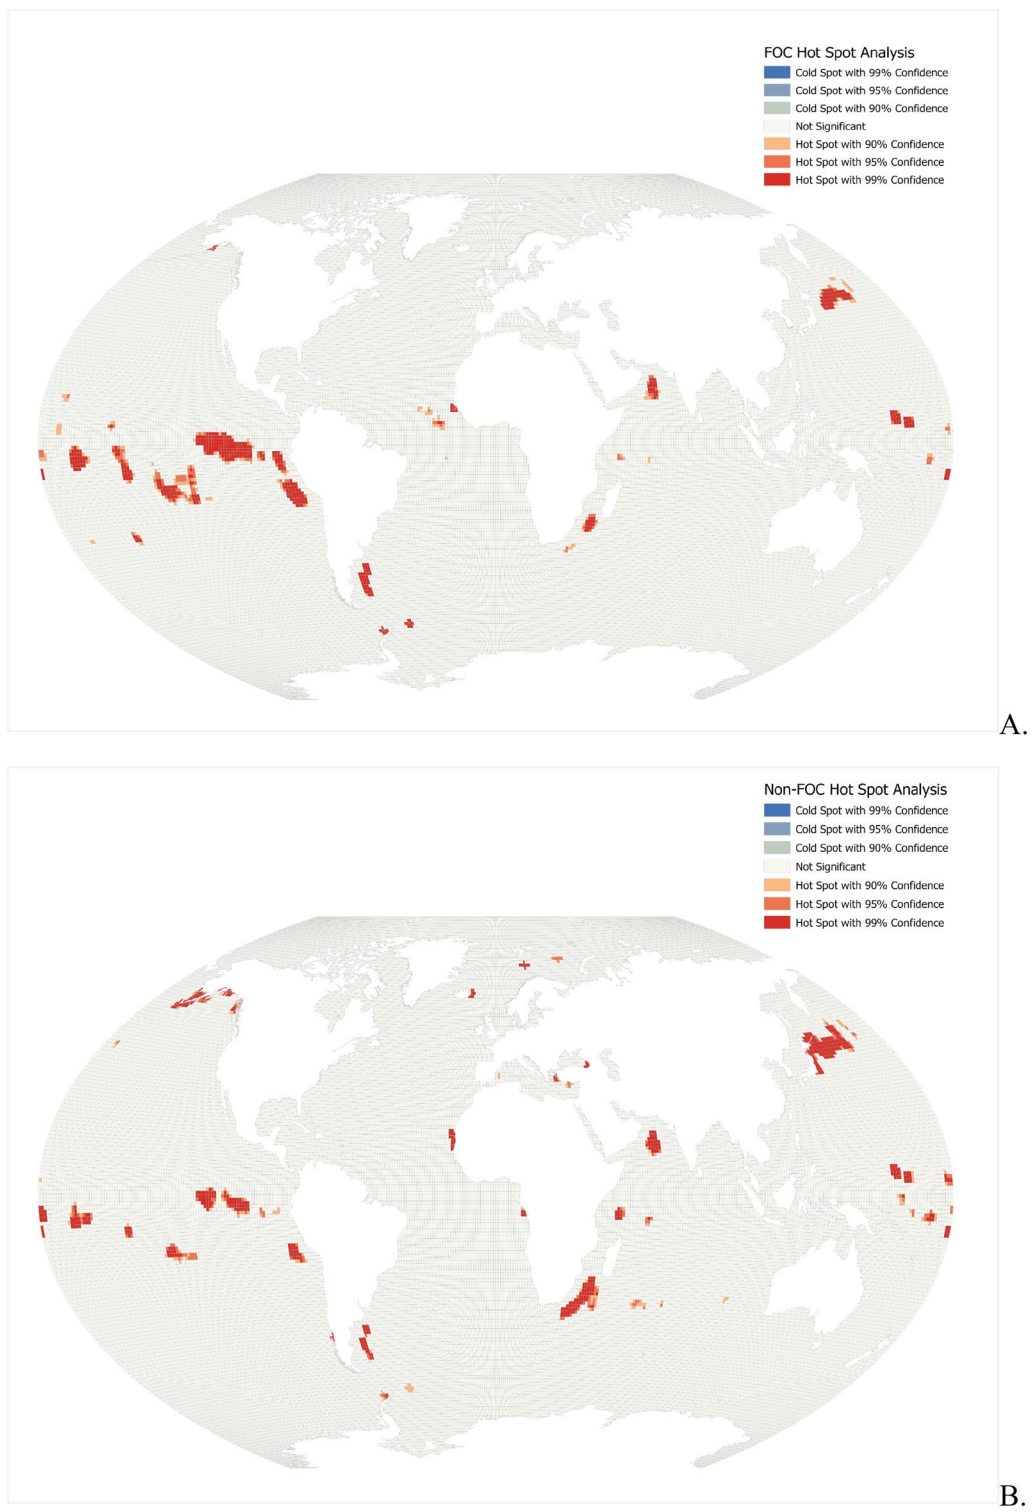 FOC Hot Spot Analysis
Cold Spot with 99% Confidence
Cold Spot with 95% Confidence
Cold Spot with 90% Confidence
Not Significant
Hot Spot with 90% Confidence
Hot Spot with 95% Confidence
Hot Spot with 99% Confidence
A.
Non-FOC Hot Spot Analysis
Cold Spot with 99% Confidence
Cold Spot with 95% Confidence
Cold Spot with 90% Confidence
Not Significant
Hot Spot with 90% Confidence
Hot Spot with 95% Confidence
Hot Spot with 99% Confidence
B.